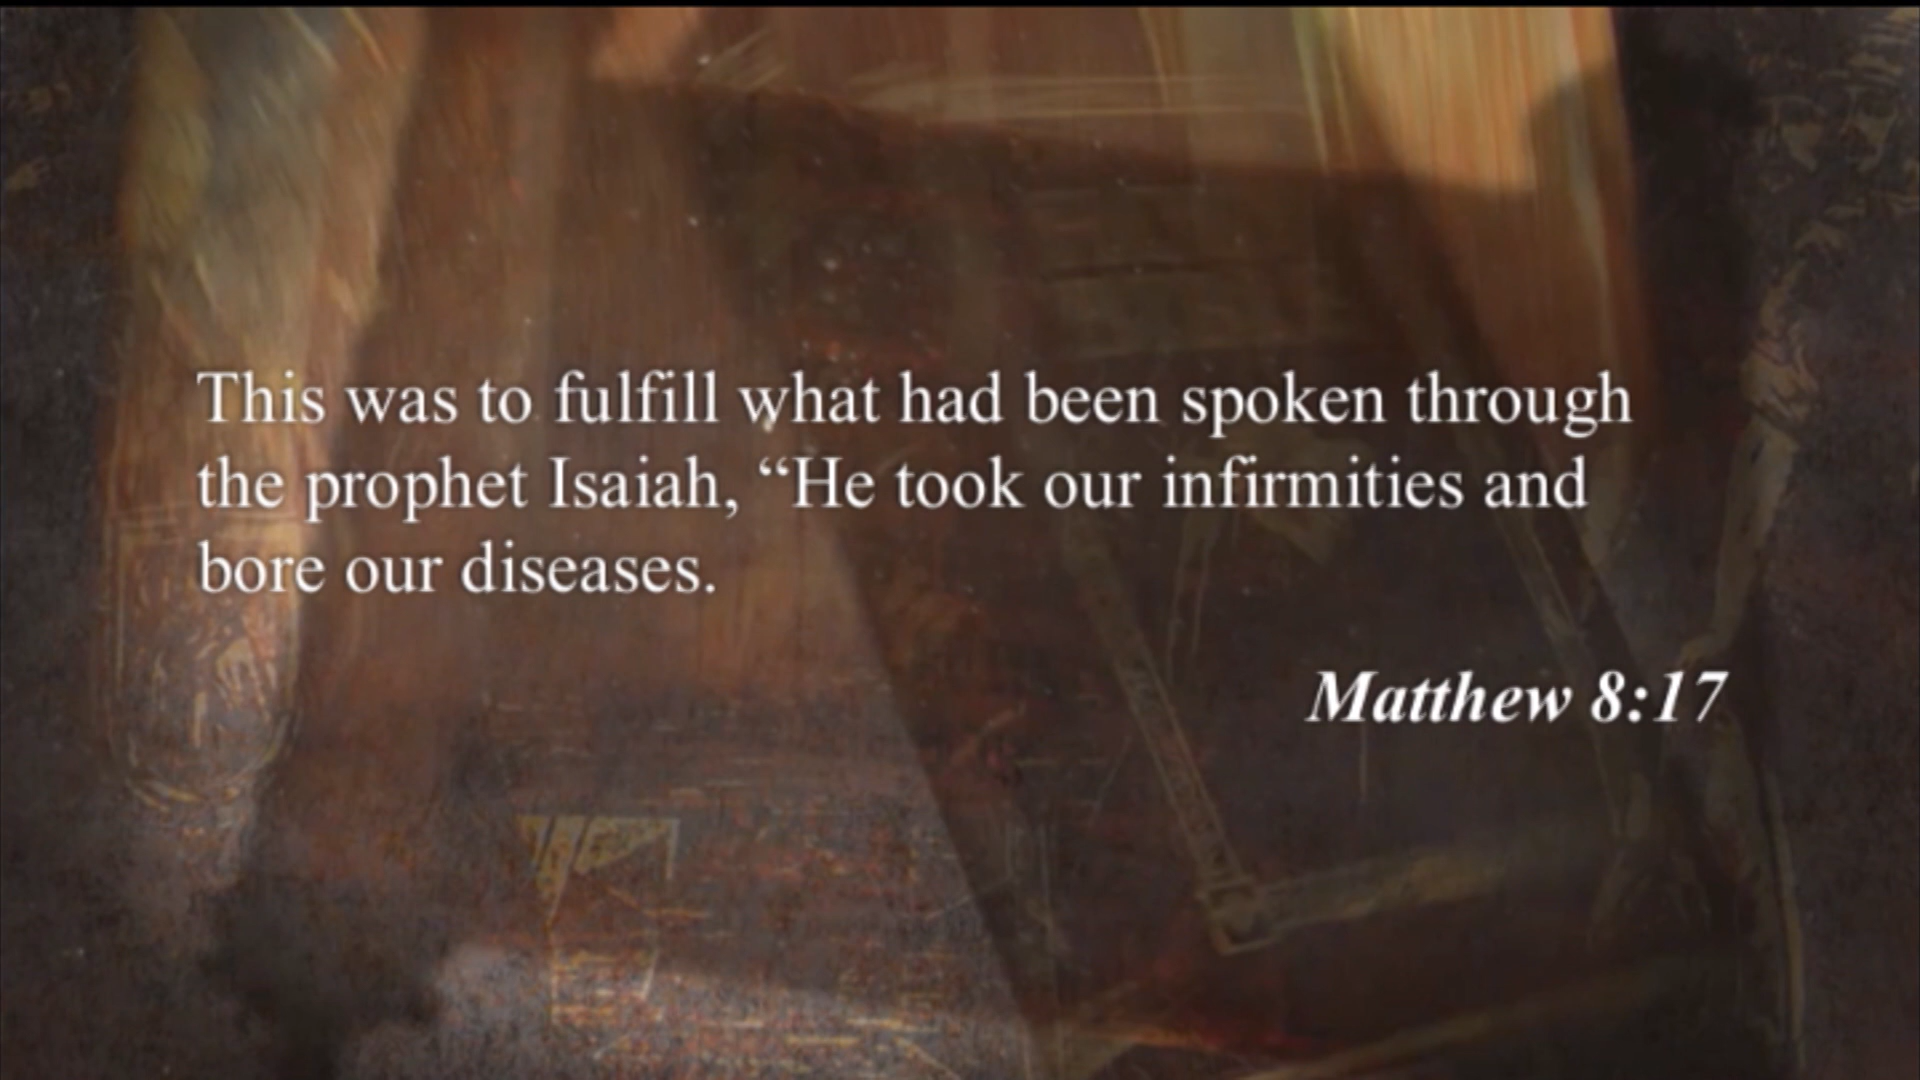 This was to fulfill what had been spoken through
the prophet Isaiah, “He took our infirmities and
bore our diseases.
Matthew 8:17